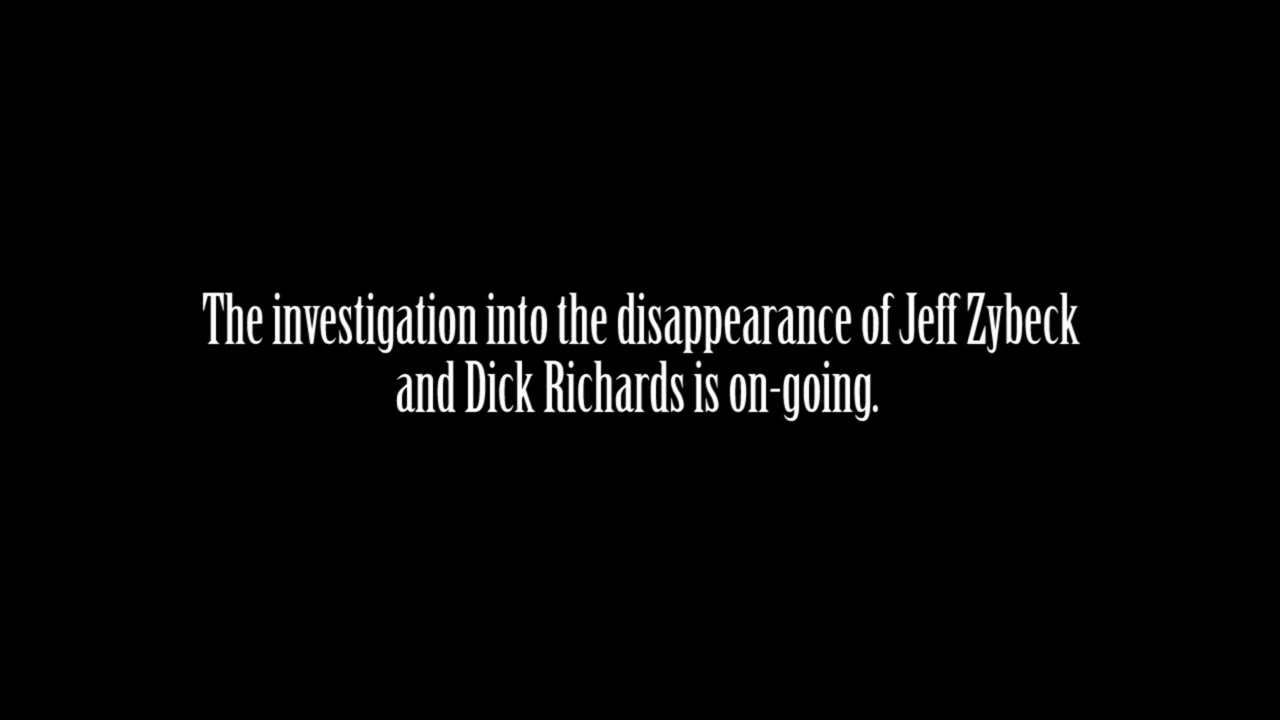 The investigation into the disappearance of Jeff Zybeck
and Dick Richards is on-going.